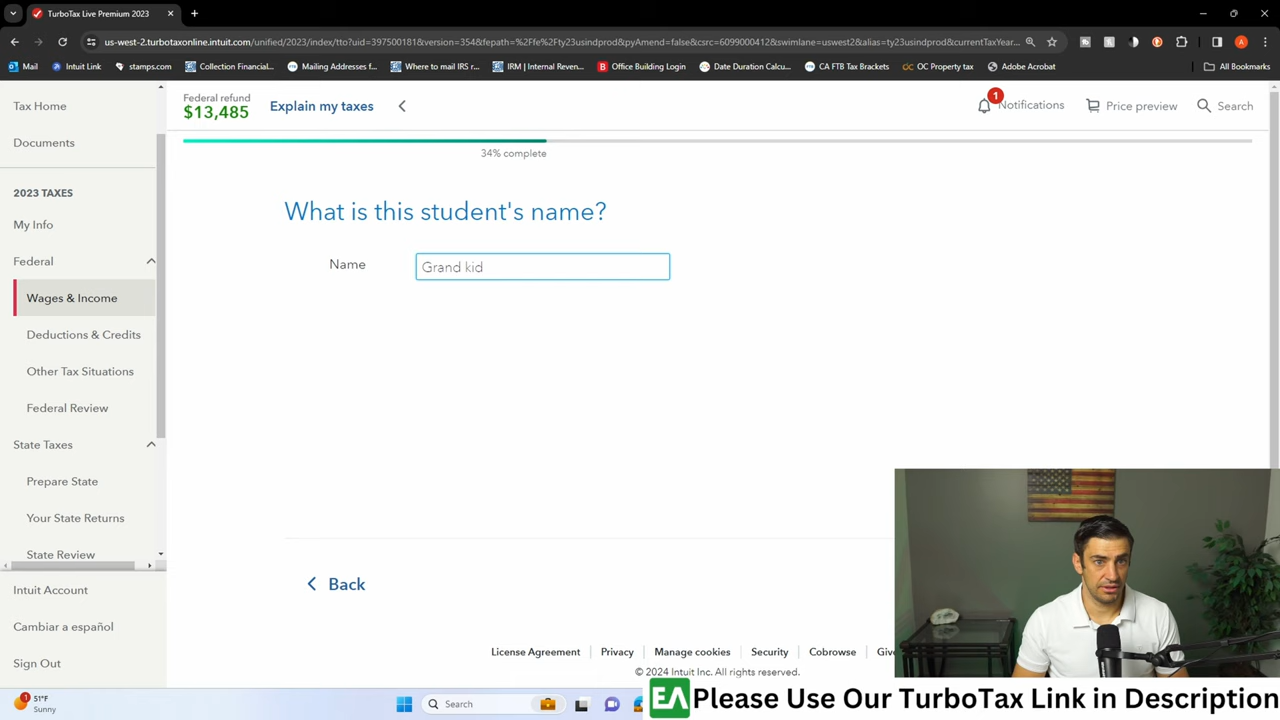 TurboTax Live Premium 2023
us-west-2.turbotaxonline.intuit.com/unified/2023/index/tto?uid=397500181&version=354&fepath=%2Ffe%2Fty23usindprod&pyAmend=false&csrc=6099000412&swimlane=uswest2&alias=ty23usindprod&currentTaxYear...
Mail
Intuit Link
stamps.com
Collection Financial...
Mailing Addresses f...
Where to mail IRS r...
IRM | Internal Reven...
Office Building Login
Date Duration Calcu...
CA FTB Tax Brackets
OC Property tax
Adobe Acrobat
All Bookmarks
Tax Home
Documents
2023 TAXES
My Info
Federal
Wages & Income
Deductions & Credits
Other Tax Situations
Federal Review
State Taxes
Prepare State
Your State Returns
State Review
Intuit Account
Cambiar a español
Sign Out
Federal refund
$13,485
Explain my taxes
1
Notifications
Price preview
Search
34% complete
What is this student's name?
Name
Grand kid
Back
License Agreement
Privacy
Manage cookies
Security
Cobrowse
Giv
© 2024 Intuit Inc. All rights reserved.
1
51°F
Sunny
Search
EA Please Use Our TurboTax Link in Description